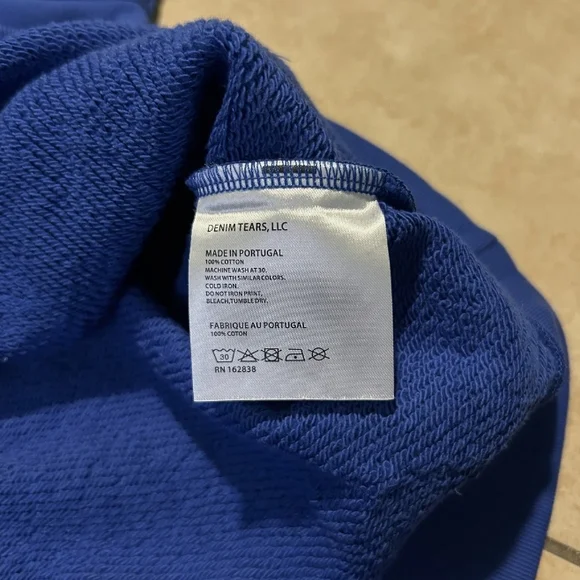 DENIM TEARS, LLC
MADE IN PORTUGAL
100% COTTON
MACHINE WASH AT 30.
WASH WITH SIMILAR COLORS.
COLD IRON.
DO NOT IRON PRINT,
BLEACH,TUMBLE DRY.
FABRIQUE AU PORTUGAL
100% COTON
30
RN 162838